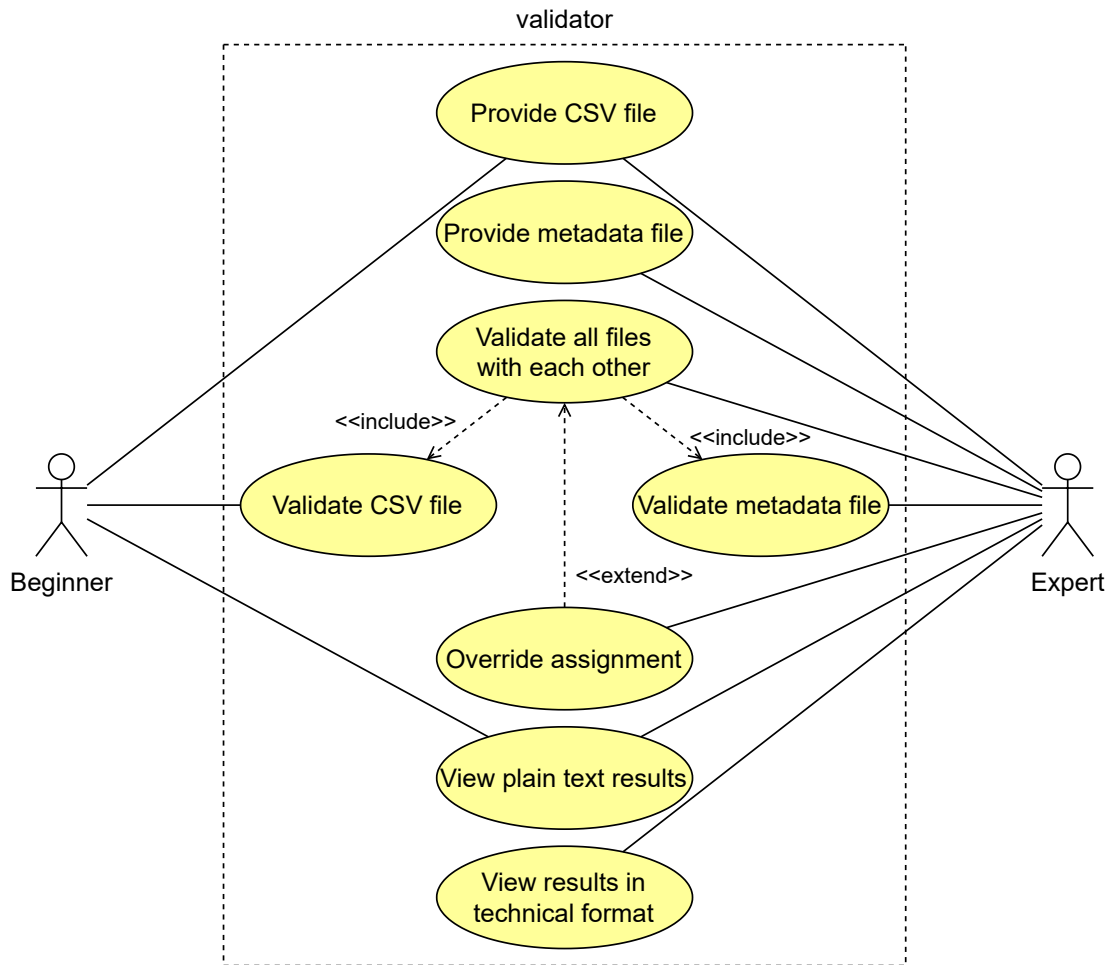 validator
Provide CSV file
Provide metadata file
Validate all files
with each other
<<include>>
<<include>>
Validate CSV file
Validate metadata file
Beginner
Expert
<<extend>>
Override assignment
View plain text results
View results in
technical format